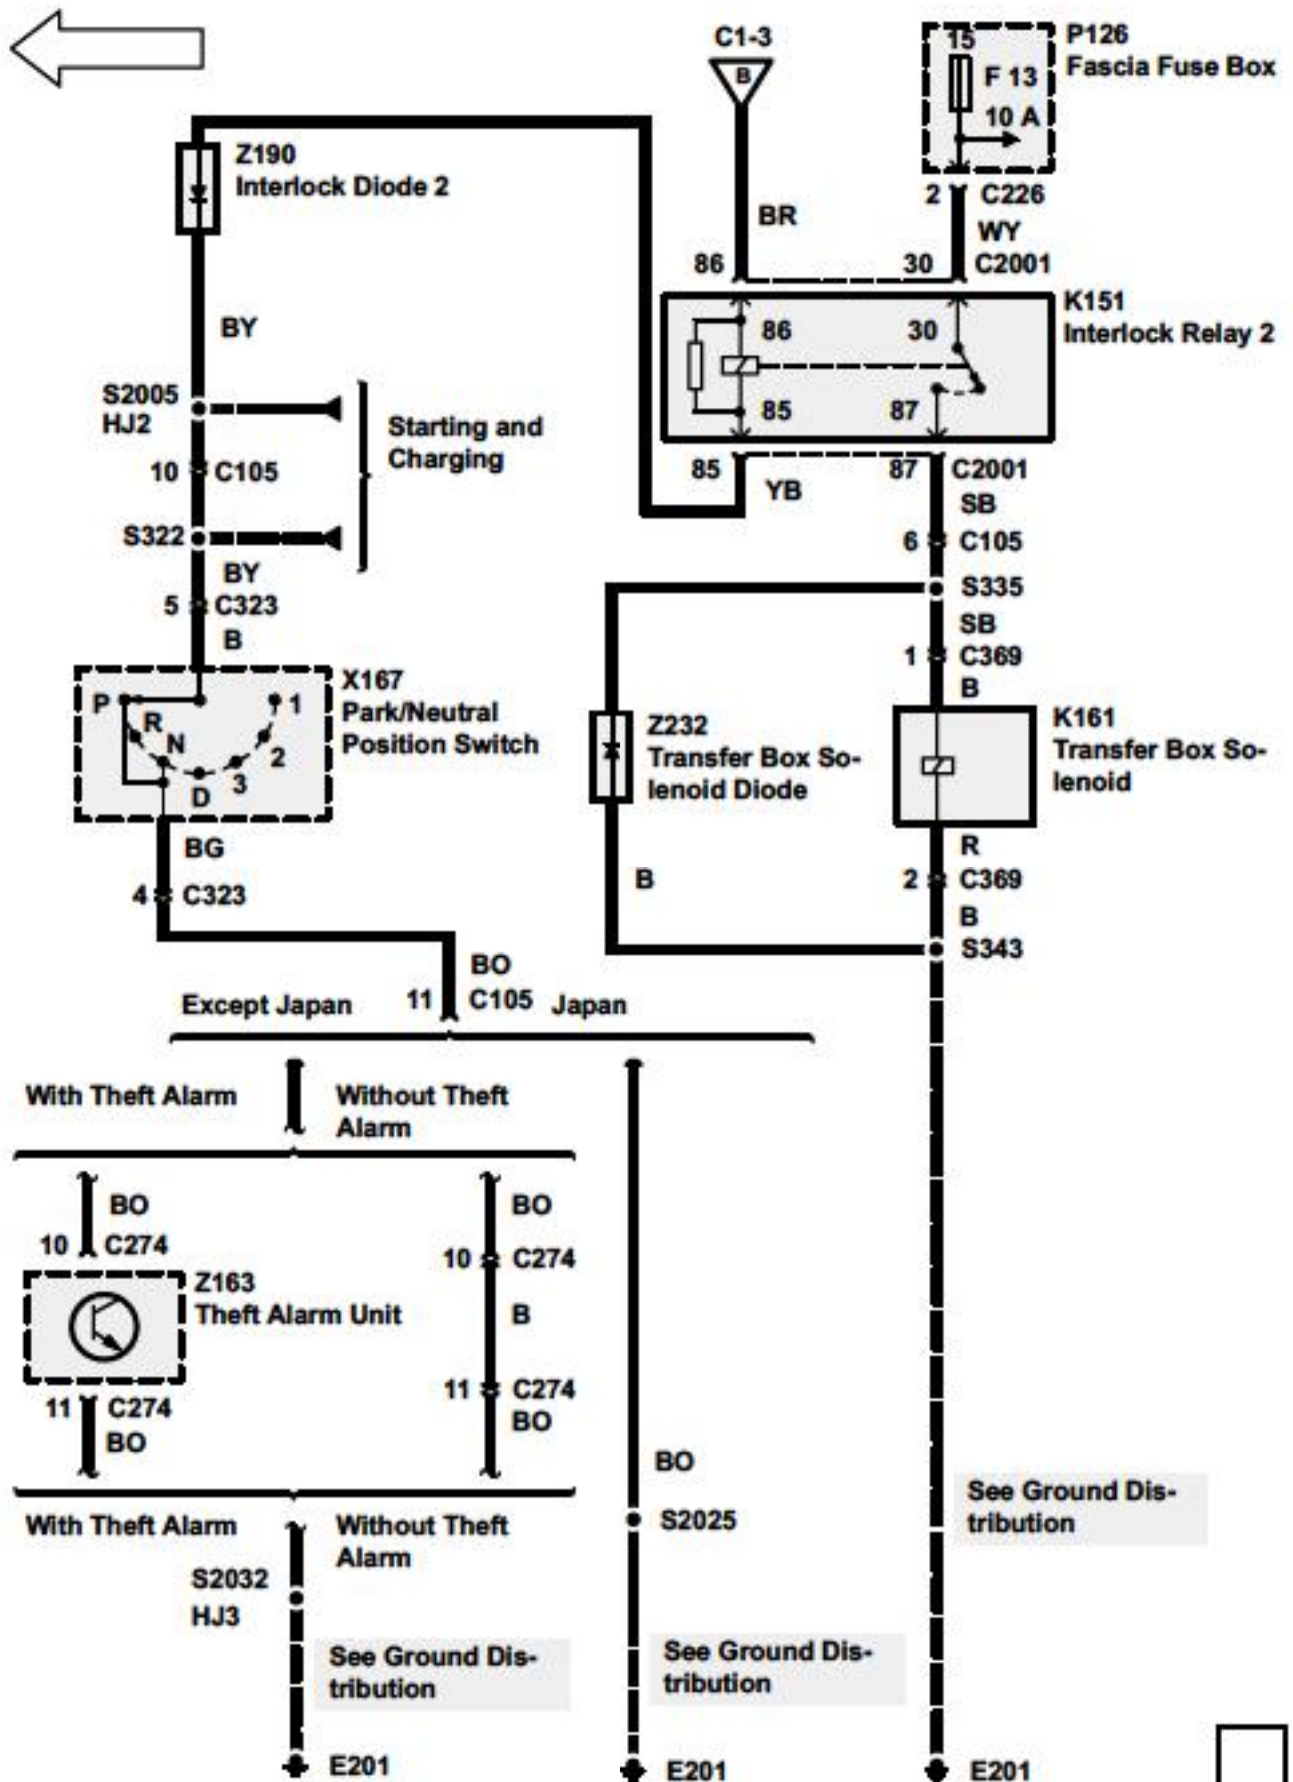 C1-3
B
15
F 13
10 A
P126
Fascia Fuse Box
Z190
Interlock Diode 2
2 C226
WY
BR
86
30 C2001
BY
86
30
85
87
K151
Interlock Relay 2
S2005
HJ2
10 C105
Starting and
Charging
S322
BY
5 C323
B
85
YB
87 C2001
SB
6 C105
S335
SB
1 C369
B
P
R
N
D
3
2
1
X167
Park/Neutral
Position Switch
Z232
Transfer Box So-
lenoid Diode
K161
Transfer Box So-
lenoid
BG
4 C323
B
R
2 C369
B
S343
BO
11 C105
Except Japan
Japan
With Theft Alarm
Without Theft
Alarm
BO
10 C274
Z163
Theft Alarm Unit
11 C274
BO
BO
10 C274
B
11 C274
BO
BO
S2025
See Ground Dis-
tribution
With Theft Alarm
Without Theft
Alarm
S2032
HJ3
See Ground Dis-
tribution
See Ground Dis-
tribution
E201
E201
E201